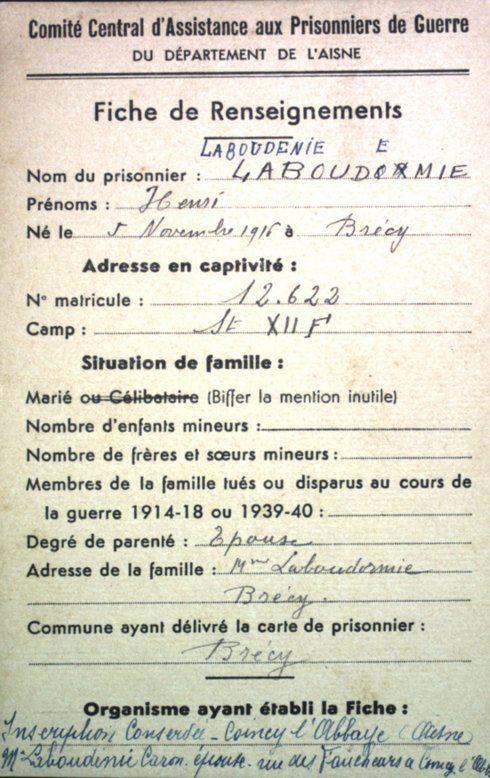 Comité Central d'Assistance aux Prisonniers de Guerre
DU DÉPARTEMENT DE L'AISNE
Fiche de Renseignements
LABOUDENIE E
Nom du prisonnier : LABOUDORMIE
Prénoms : Henri
Né le 5 Novembre 1916 à Brécy
Adresse en captivité :
N° matricule : 12.622
Camp : St XII F
Situation de famille :
Marié ou Célibataire (Biffer la mention inutile)
Nombre d'enfants mineurs :
Nombre de frères et sœurs mineurs :
Membres de la famille tués ou disparus au cours de
la guerre 1914-18 ou 1939-40 :
Degré de parenté : Epouse
Adresse de la famille : Mme Laboudormie
Brécy.
Commune ayant délivré la carte de prisonnier :
Brécy
Organisme ayant établi la Fiche :
Inscription Conservée - Coincy l'Abbaye (Aisne)
Me Laboudenie Caron. épouse. rue des Faucheurs à Coincy l'Abb